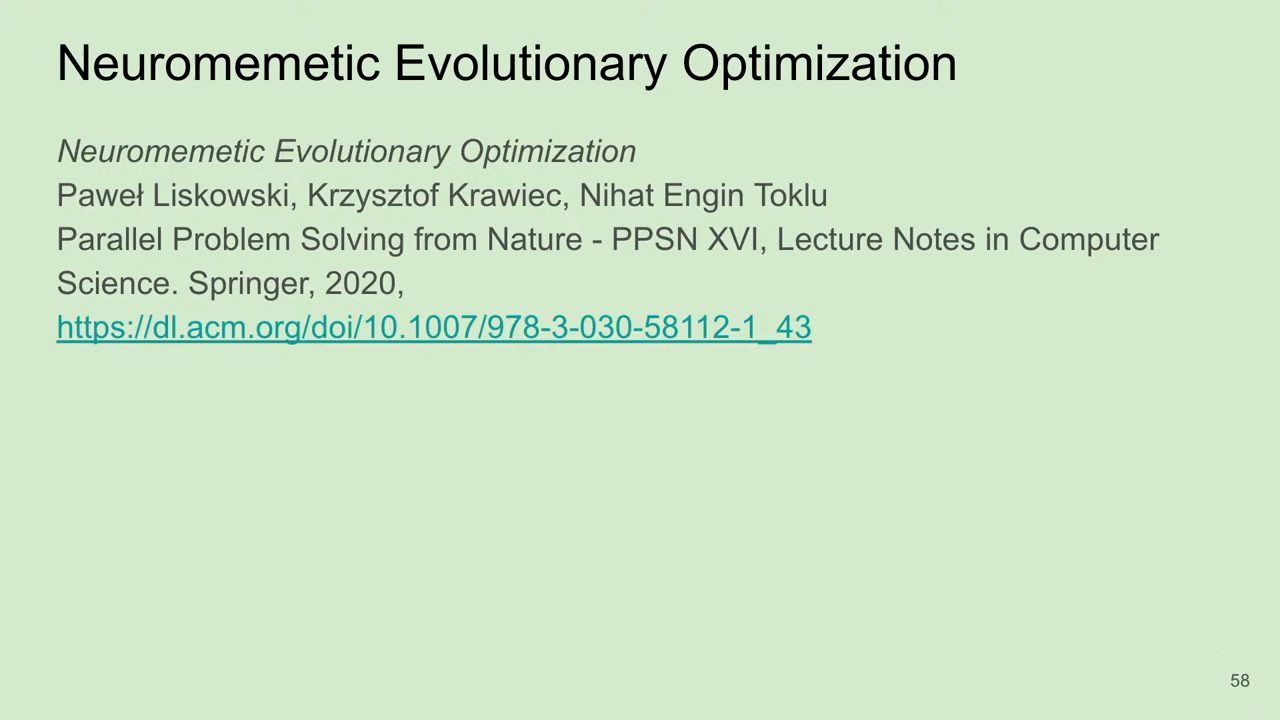 Neuromemetic Evolutionary Optimization
Neuromemetic Evolutionary Optimization
Paweł Liskowski, Krzysztof Krawiec, Nihat Engin Toklu
Parallel Problem Solving from Nature - PPSN XVI, Lecture Notes in Computer
Science. Springer, 2020,
https://dl.acm.org/doi/10.1007/978-3-030-58112-1_43
58